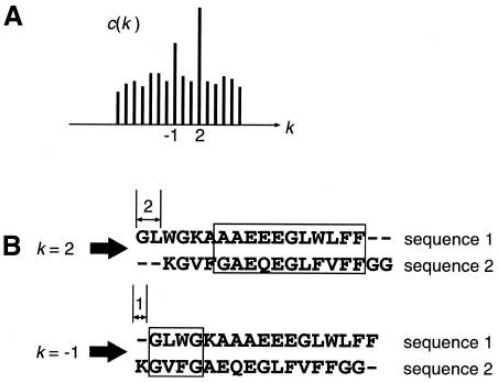 A
c(k)
-1 2 k
2
B k = 2 GLWGKAAAEEEGLWLFF-- sequence 1
--KGVFGAEQEGLFVFFGG sequence 2
1
k = -1 -GLWGKAAAEEEGLWLFF sequence 1
KGVFGAEQEGLFVFFGG- sequence 2